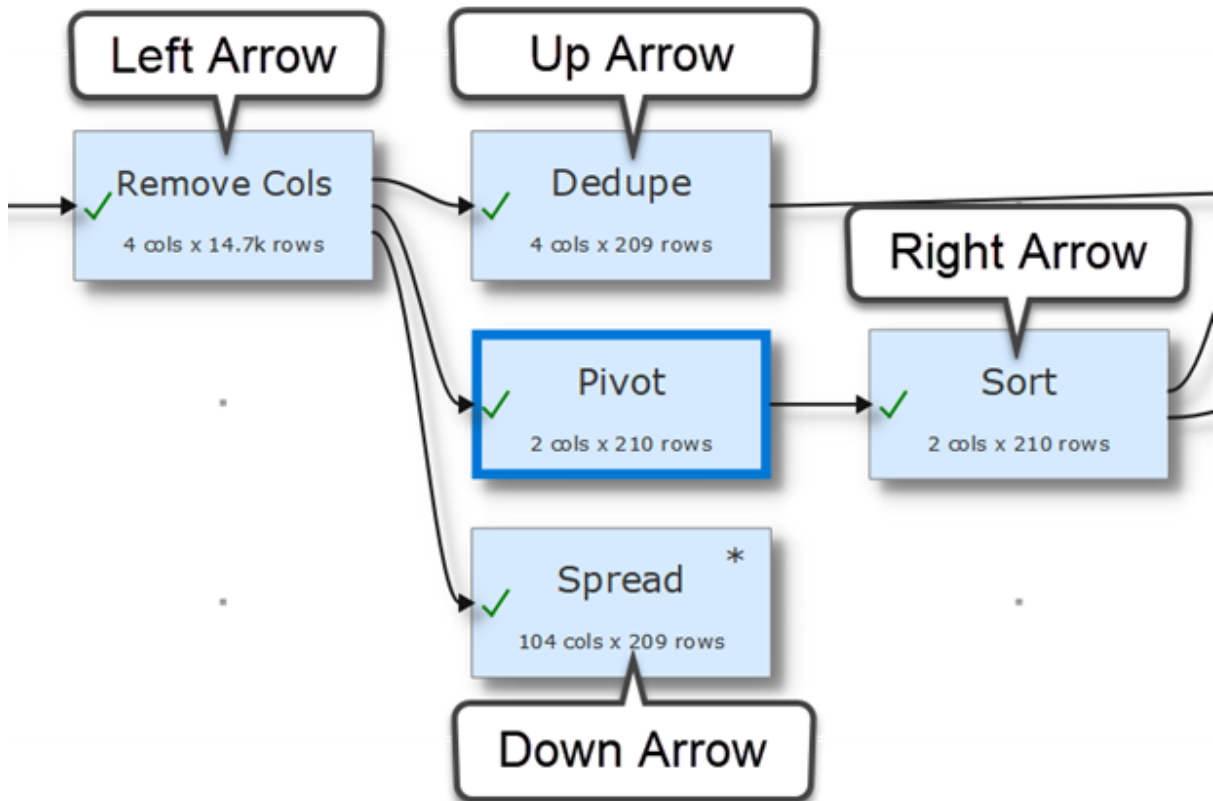 Left Arrow
Up Arrow
Remove Cols
4 cols x 14.7k rows
Dedupe
4 cols x 209 rows
Right Arrow
Pivot
2 cols x 210 rows
Sort
2 cols x 210 rows
Spread *
104 cols x 209 rows
Down Arrow